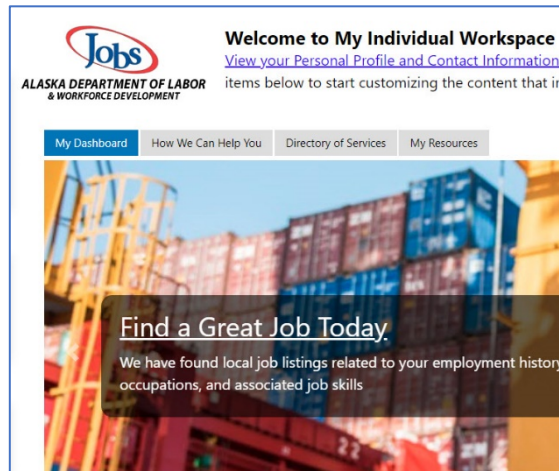 Jobs
ALASKA DEPARTMENT OF LABOR
& WORKFORCE DEVELOPMENT
Welcome to My Individual Workspace
View your Personal Profile and Contact Information
items below to start customizing the content that
My Dashboard
How We Can Help You
Directory of Services
My Resources
Find a Great Job Today
We have found local job listings related to your employment history
occupations, and associated job skills
22